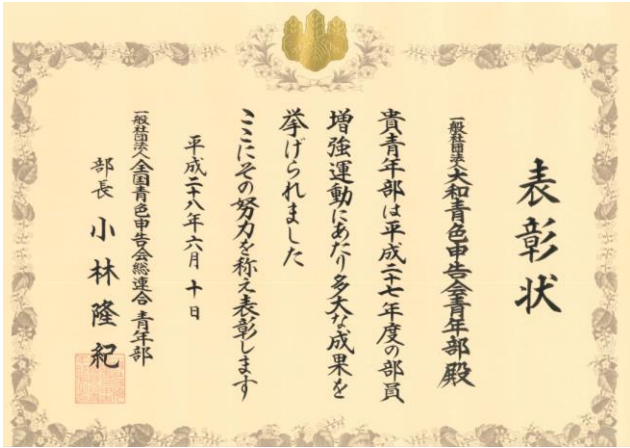 表彰状
一般社団法人大和青色申告会青年部殿
貴青年部は平成二十七年度の部員
増強運動にあたり多大な成果を
挙げられました
ここにその努力を称え表彰します
平成二十八年六月十日
一般社団法人全国青色申告会総連合 青年部
部長 小林隆紀